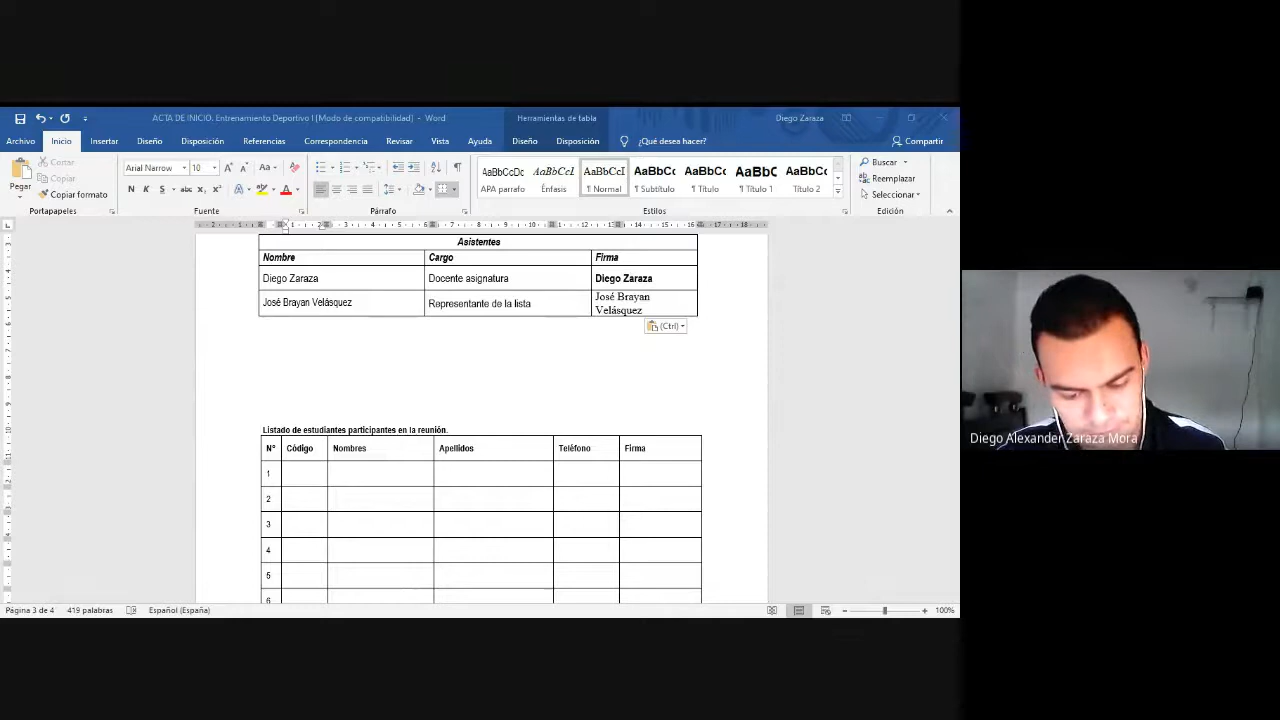 ACTA DE INICIO. Entrenamiento Deportivo I [Modo de compatibilidad] - Word
Herramientas de tabla
Diego Zaraza
Archivo Inicio Insertar Diseño Disposición Referencias Correspondencia Revisar Vista Ayuda Diseño Disposición ¿Qué desea hacer? Compartir
Pegar
Cortar
Copiar
Copiar formato
Portapapeles
Arial Narrow 10
Aa
N K S abc x₂ x² A ab A
Fuente
Párrafo
AaBbCcDc AaBbCcI AaBbCcI AaBbCc AaBbCc AaBbCc AaBbCcI
APA parrafo Énfasis ¶ Normal ¶ Subtítulo ¶ Título ¶ Título 1 Título 2
Estilos
Buscar
Reemplazar
Seleccionar
Edición
Asistentes
Nombre Cargo Firma
Diego Zaraza Docente asignatura Diego Zaraza
José Brayan Velásquez Representante de la lista José Brayan
Velásquez
(Ctrl)
Listado de estudiantes participantes en la reunión.
N° Código Nombres Apellidos Teléfono Firma
1
2
3
4
5
6
Página 3 de 4 419 palabras Español (España) 100%
Diego Alexander Zaraza Mora